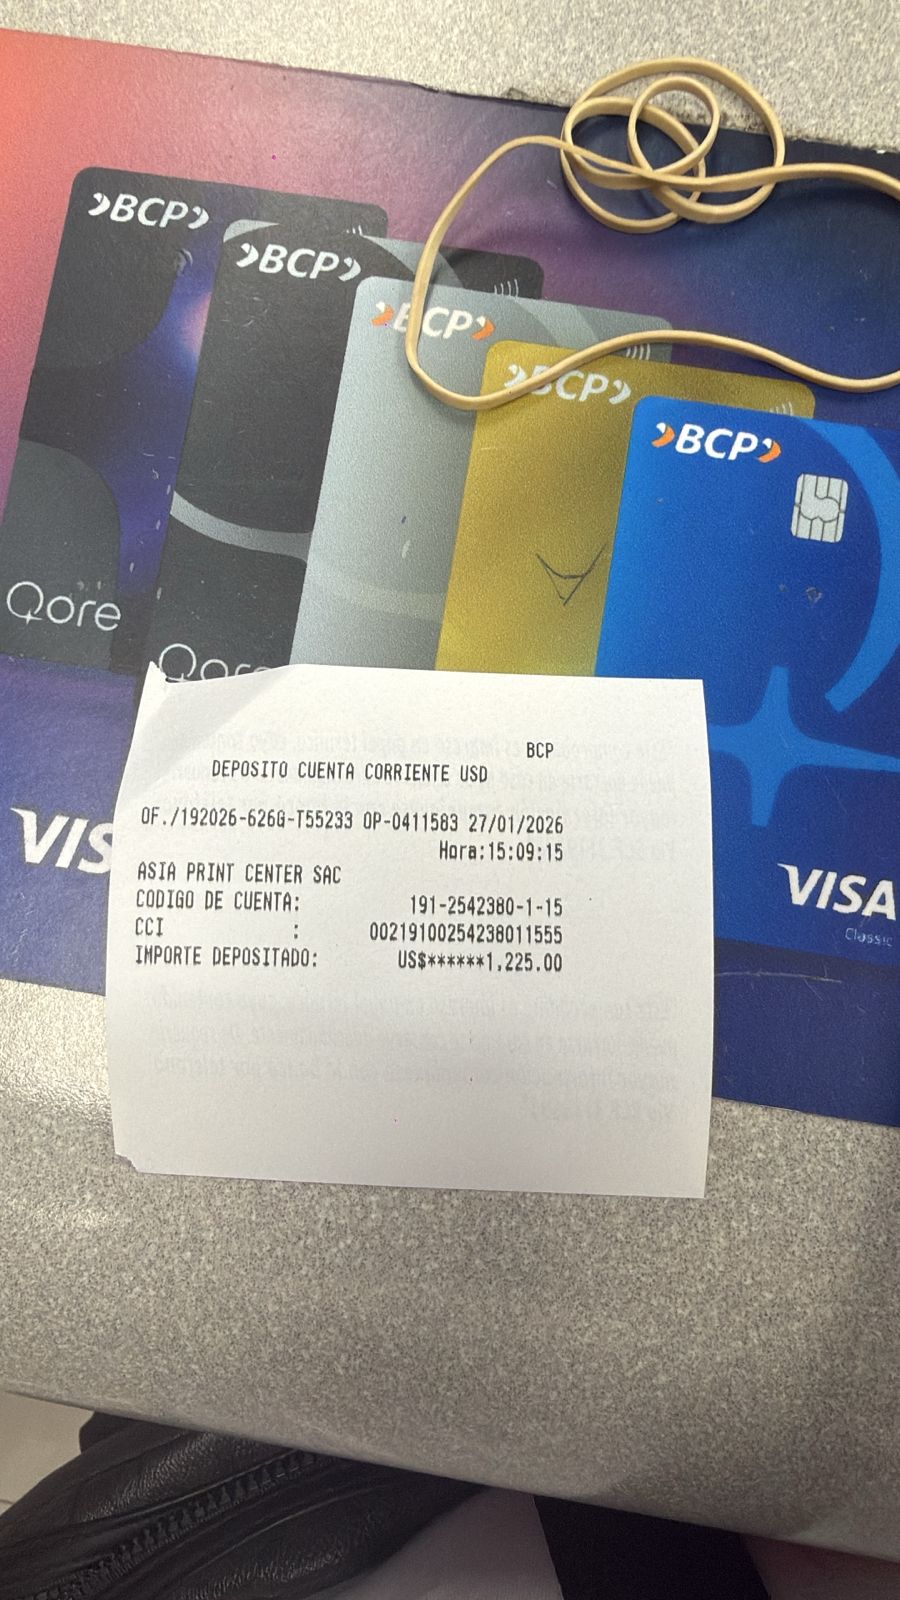 BCP
BCP
BCP
BCP
BCP
Qore
Qore
VIS
VISA
Classic
BCP
DEPOSITO CUENTA CORRIENTE USD
OF./192026-626G-T55233 OP-0411583 27/01/2026
Hora:15:09:15
ASIA PRINT CENTER SAC
CODIGO DE CUENTA: 191-2542380-1-15
CCI : 00219100254238011555
IMPORTE DEPOSITADO: US$******1,225.00